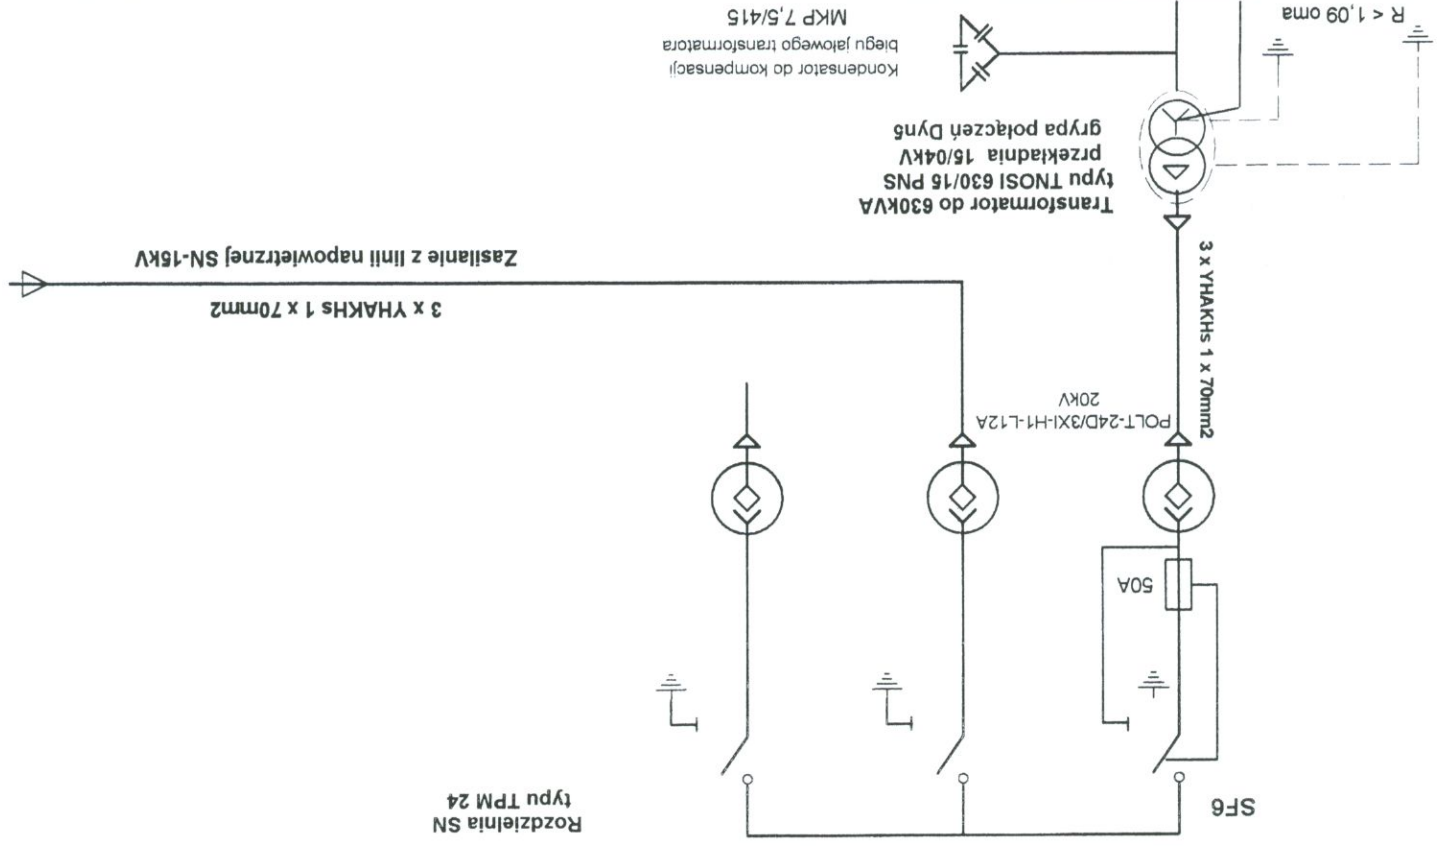 SF6
Rozdzielnia SN
typu TPM 24
50A
POLT-24D/3XI-H1-L12A
20kV
3 x YHAKHs 1 x 70mm2
3 x YHAKHs 1 x 70mm2
Zasilanie z linii napowietrznej SN-15kV
Transformator do 630kVA
typu TNOSI 630/15 PNS
przekładnia 15/04kV
grypa połączeń Dyn5
Kondensator do kompensacji
biegu jałowego transformatora
MKP 7,5/415
R < 1,09 oma